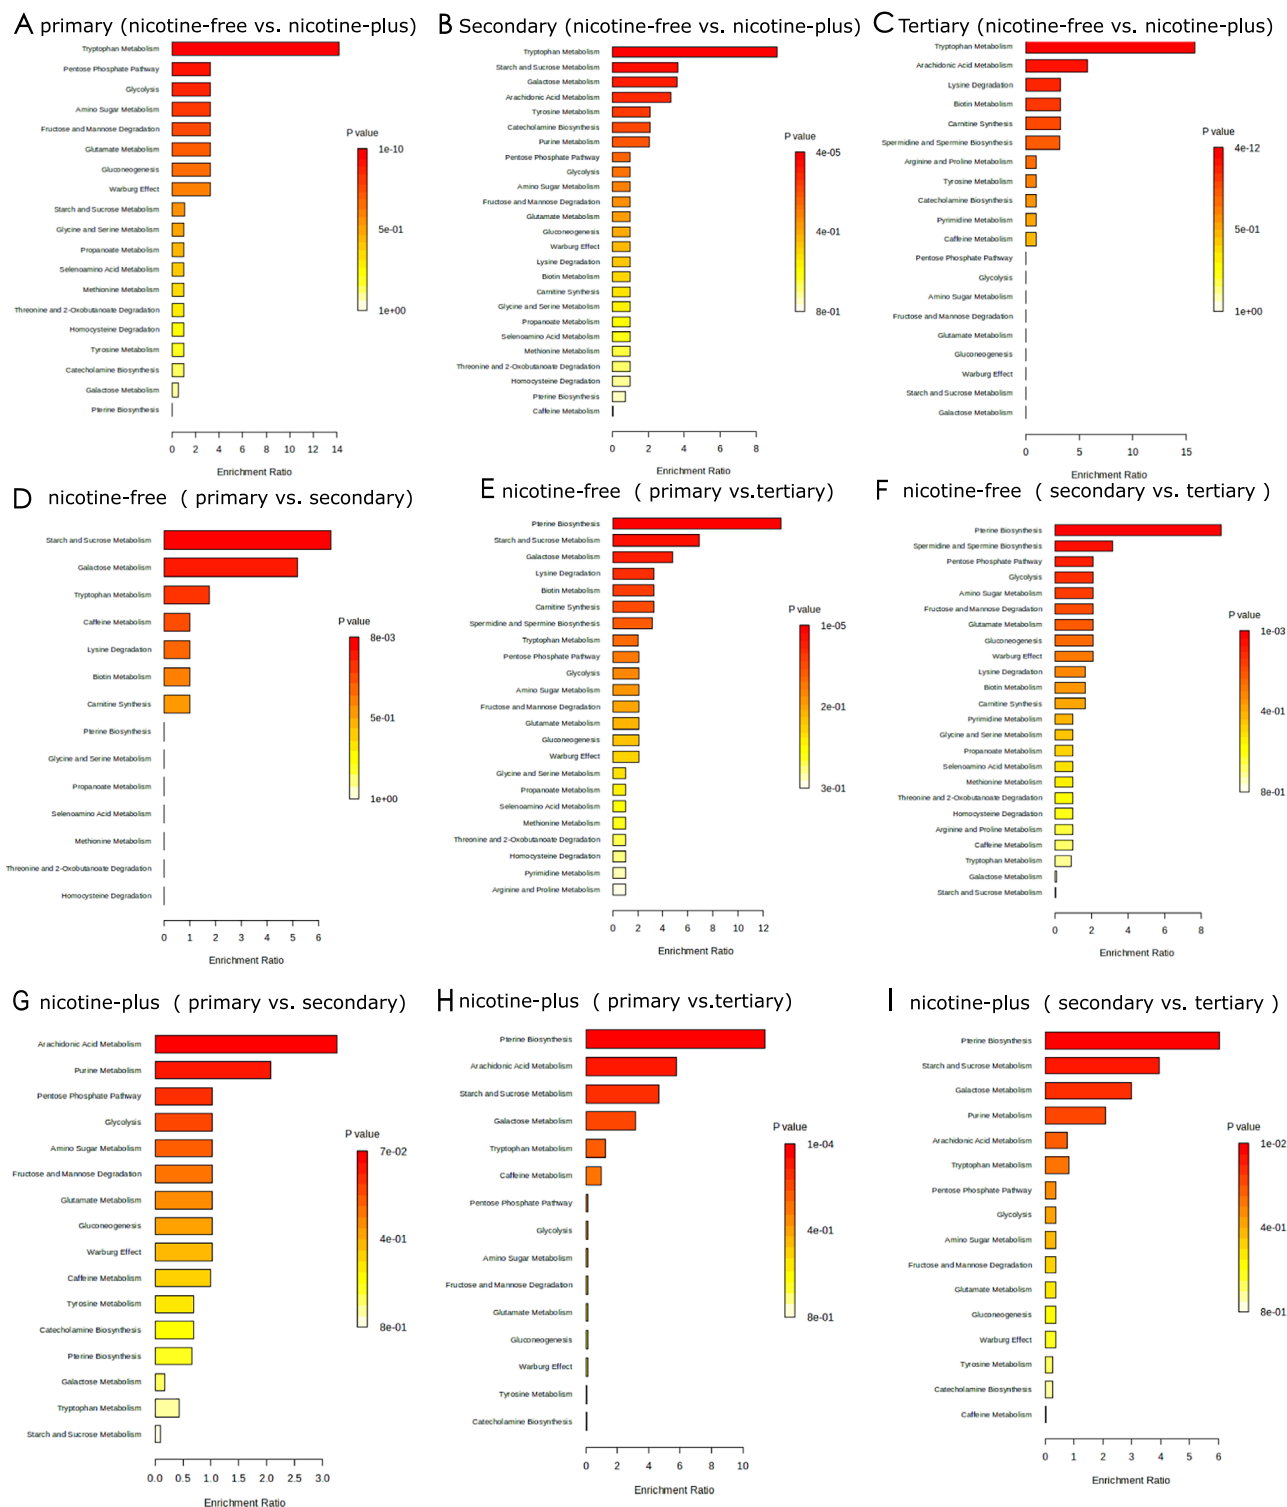 A primary (nicotine-free vs. nicotine-plus)
Tryptophan Metabolism
Pentose Phosphate Pathway
Glycolysis
Amino Sugar Metabolism
Fructose and Mannose Degradation
Glutamate Metabolism
Gluconeogenesis
Warburg Effect
Starch and Sucrose Metabolism
Glycine and Serine Metabolism
Propanoate Metabolism
Selenoamino Acid Metabolism
Methionine Metabolism
Threonine and 2-Oxobutanoate Degradation
Homocysteine Degradation
Tyrosine Metabolism
Catecholamine Biosynthesis
Galactose Metabolism
Pterine Biosynthesis
P value
1e-10
5e-01
1e+00
0 2 4 6 8 10 12 14
Enrichment Ratio
B Secondary (nicotine-free vs. nicotine-plus)
Tryptophan Metabolism
Starch and Sucrose Metabolism
Galactose Metabolism
Arachidonic Acid Metabolism
Tyrosine Metabolism
Catecholamine Biosynthesis
Purine Metabolism
Pentose Phosphate Pathway
Glycolysis
Amino Sugar Metabolism
Fructose and Mannose Degradation
Glutamate Metabolism
Gluconeogenesis
Warburg Effect
Lysine Degradation
Biotin Metabolism
Carnitine Synthesis
Glycine and Serine Metabolism
Propanoate Metabolism
Selenoamino Acid Metabolism
Methionine Metabolism
Threonine and 2-Oxobutanoate Degradation
Homocysteine Degradation
Pterine Biosynthesis
Caffeine Metabolism
P value
4e-05
4e-01
8e-01
0 2 4 6 8
Enrichment Ratio
C Tertiary (nicotine-free vs. nicotine-plus)
Tryptophan Metabolism
Arachidonic Acid Metabolism
Lysine Degradation
Biotin Metabolism
Carnitine Synthesis
Spermidine and Spermine Biosynthesis
Arginine and Proline Metabolism
Tyrosine Metabolism
Catecholamine Biosynthesis
Pyrimidine Metabolism
Caffeine Metabolism
Pentose Phosphate Pathway
Glycolysis
Amino Sugar Metabolism
Fructose and Mannose Degradation
Glutamate Metabolism
Gluconeogenesis
Warburg Effect
Starch and Sucrose Metabolism
Galactose Metabolism
P value
4e-12
5e-01
1e+00
0 5 10 15
Enrichment Ratio
D nicotine-free ( primary vs. secondary)
Starch and Sucrose Metabolism
Galactose Metabolism
Tryptophan Metabolism
Caffeine Metabolism
Lysine Degradation
Biotin Metabolism
Carnitine Synthesis
Pterine Biosynthesis
Glycine and Serine Metabolism
Propanoate Metabolism
Selenoamino Acid Metabolism
Methionine Metabolism
Threonine and 2-Oxobutanoate Degradation
Homocysteine Degradation
P value
8e-03
5e-01
1e+00
0 1 2 3 4 5 6
Enrichment Ratio
E nicotine-free ( primary vs.tertiary)
Pterine Biosynthesis
Starch and Sucrose Metabolism
Galactose Metabolism
Lysine Degradation
Biotin Metabolism
Carnitine Synthesis
Spermidine and Spermine Biosynthesis
Tryptophan Metabolism
Pentose Phosphate Pathway
Glycolysis
Amino Sugar Metabolism
Fructose and Mannose Degradation
Glutamate Metabolism
Gluconeogenesis
Warburg Effect
Glycine and Serine Metabolism
Propanoate Metabolism
Selenoamino Acid Metabolism
Methionine Metabolism
Threonine and 2-Oxobutanoate Degradation
Homocysteine Degradation
Pyrimidine Metabolism
Arginine and Proline Metabolism
P value
1e-05
2e-01
3e-01
0 2 4 6 8 10 12
Enrichment Ratio
F nicotine-free ( secondary vs. tertiary )
Pterine Biosynthesis
Spermidine and Spermine Biosynthesis
Pentose Phosphate Pathway
Glycolysis
Amino Sugar Metabolism
Fructose and Mannose Degradation
Glutamate Metabolism
Gluconeogenesis
Warburg Effect
Lysine Degradation
Biotin Metabolism
Carnitine Synthesis
Pyrimidine Metabolism
Glycine and Serine Metabolism
Propanoate Metabolism
Selenoamino Acid Metabolism
Methionine Metabolism
Threonine and 2-Oxobutanoate Degradation
Homocysteine Degradation
Arginine and Proline Metabolism
Caffeine Metabolism
Tryptophan Metabolism
Galactose Metabolism
Starch and Sucrose Metabolism
P value
1e-03
4e-01
8e-01
0 2 4 6 8
Enrichment Ratio
G nicotine-plus ( primary vs. secondary)
Arachidonic Acid Metabolism
Purine Metabolism
Pentose Phosphate Pathway
Glycolysis
Amino Sugar Metabolism
Fructose and Mannose Degradation
Glutamate Metabolism
Gluconeogenesis
Warburg Effect
Caffeine Metabolism
Tyrosine Metabolism
Catecholamine Biosynthesis
Pterine Biosynthesis
Galactose Metabolism
Tryptophan Metabolism
Starch and Sucrose Metabolism
P value
7e-02
4e-01
8e-01
0.0 0.5 1.0 1.5 2.0 2.5 3.0
Enrichment Ratio
H nicotine-plus ( primary vs.tertiary)
Pterine Biosynthesis
Arachidonic Acid Metabolism
Starch and Sucrose Metabolism
Galactose Metabolism
Tryptophan Metabolism
Caffeine Metabolism
Pentose Phosphate Pathway
Glycolysis
Amino Sugar Metabolism
Fructose and Mannose Degradation
Glutamate Metabolism
Gluconeogenesis
Warburg Effect
Tyrosine Metabolism
Catecholamine Biosynthesis
P value
1e-04
4e-01
8e-01
0 2 4 6 8 10
Enrichment Ratio
I nicotine-plus ( secondary vs. tertiary )
Pterine Biosynthesis
Starch and Sucrose Metabolism
Galactose Metabolism
Purine Metabolism
Arachidonic Acid Metabolism
Tryptophan Metabolism
Pentose Phosphate Pathway
Glycolysis
Amino Sugar Metabolism
Fructose and Mannose Degradation
Glutamate Metabolism
Gluconeogenesis
Warburg Effect
Tyrosine Metabolism
Catecholamine Biosynthesis
Caffeine Metabolism
P value
1e-02
4e-01
8e-01
0 1 2 3 4 5 6
Enrichment Ratio